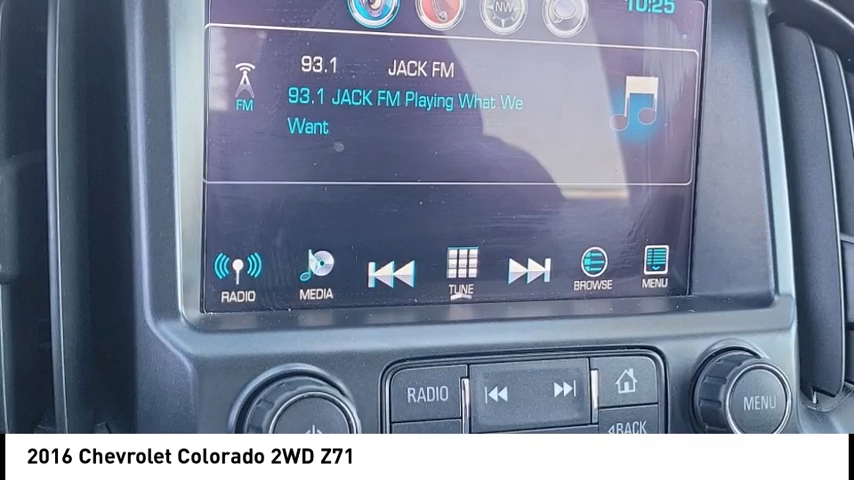 10:25
NW
93.1 JACK FM
FM
93.1 JACK FM Playing What We
Want
RADIO
MEDIA
TUNE
BROWSE
MENU
RADIO
MENU
BACK
2016 Chevrolet Colorado 2WD Z71